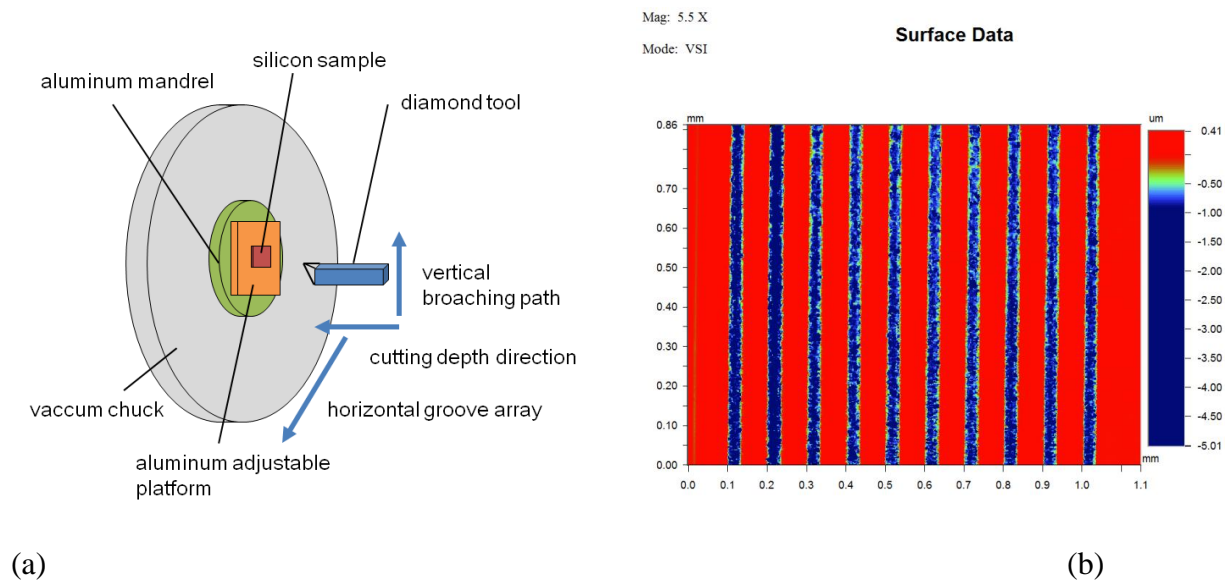 silicon sample
aluminum mandrel
diamond tool
vertical
broaching path
cutting depth direction
vaccum chuck
horizontal groove array
aluminum adjustable
platform
(a)
Mag: 5.5 X
Mode: VSI
Surface Data
mm
um
0.86
0.70
0.60
0.50
0.40
0.30
0.20
0.10
0.00
0.0 0.1 0.2 0.3 0.4 0.5 0.6 0.7 0.8 0.9 1.0 1.1
mm
0.41
-0.50
-1.00
-1.50
-2.00
-2.50
-3.00
-3.50
-4.00
-4.50
-5.01
(b)